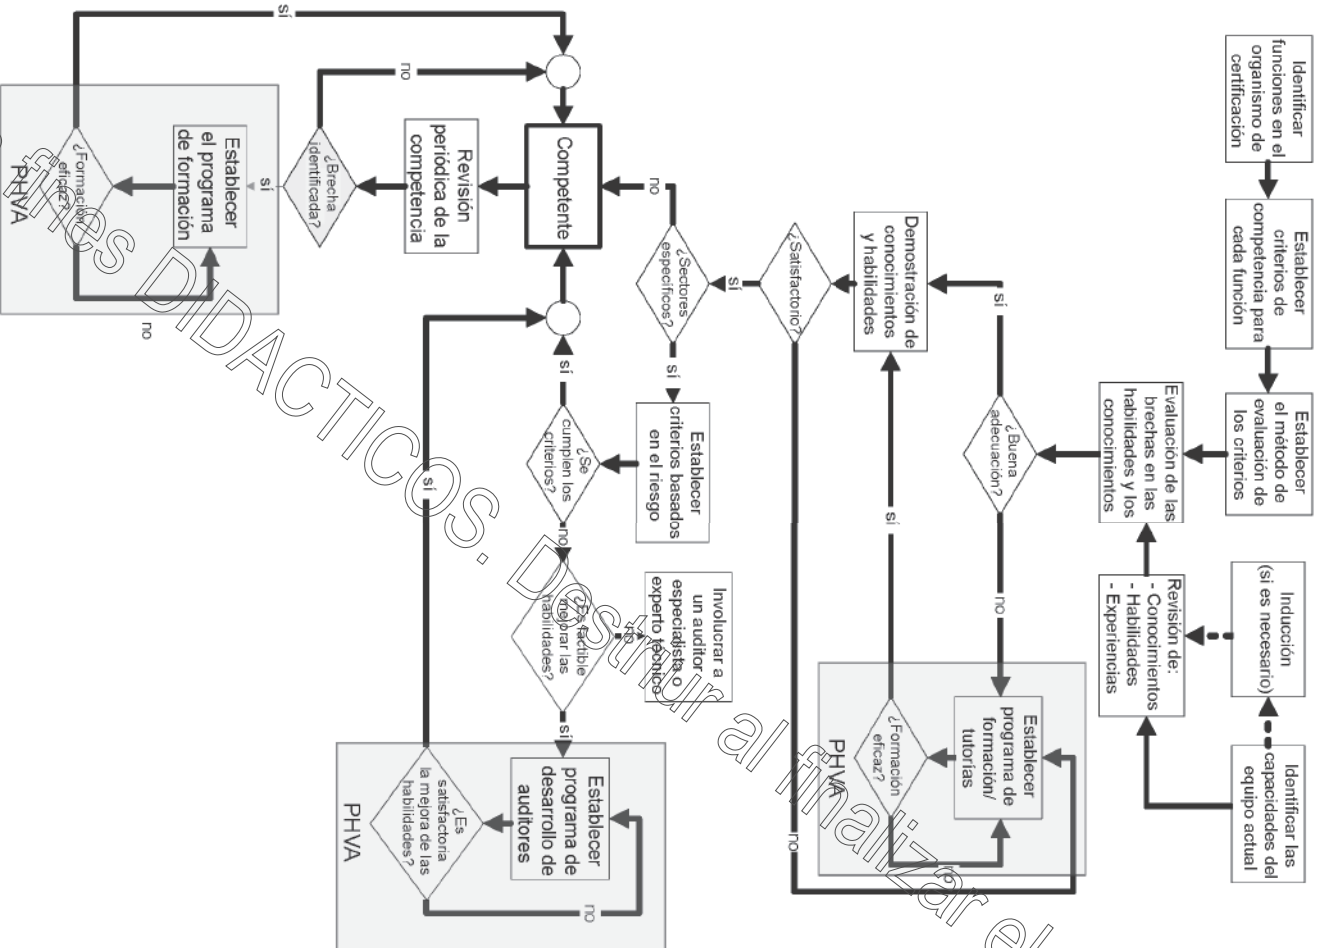 Identificar
funciones en el
organismo de
certificación
Establecer
criterios de
competencia para
cada función
Establecer
el método de
evaluación de
los criterios
Inducción
(si es necesario)
Identificar las
capacidades del
equipo actual
Evaluación de las
brechas en las
habilidades y los
conocimientos
Revisión de:
- Conocimientos
- Habilidades
- Experiencias
¿Buena
adecuación?
sí
no
Establecer
programa de
formación/
tutorías
¿Formación
eficaz?
no
sí
PHVA
Demostración de
conocimientos
y habilidades
¿Satisfactorio?
sí
no
¿Sectores
específicos?
no
sí
Establecer
criterios basados
en el riesgo
Involucrar a
un auditor
especialista o
experto técnico
¿Se
cumplen los
criterios?
sí
no
¿Es factible
mejorar las
habilidades?
no
sí
Establecer
programa de
desarrollo de
auditores
¿Es
satisfactoria
la mejora de las
habilidades?
no
sí
PHVA
Competente
Revisión
periódica de la
competencia
¿Brecha
identificada?
no
sí
Establecer
el programa
de formación
¿Formación
eficaz?
no
sí
PHVA
fines DIDACTICOS. Destruir al finalizar el